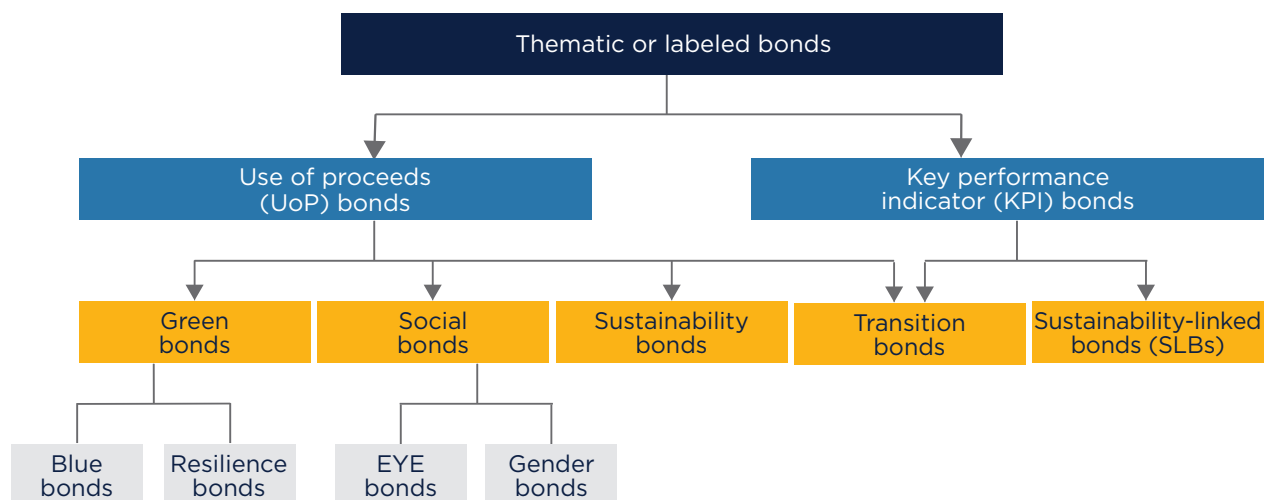 Thematic or labeled bonds
Use of proceeds
(UoP) bonds
Key performance
indicator (KPI) bonds
Green
bonds
Social
bonds
Sustainability
bonds
Transition
bonds
Sustainability-linked
bonds (SLBs)
Blue
bonds
Resilience
bonds
EYE
bonds
Gender
bonds